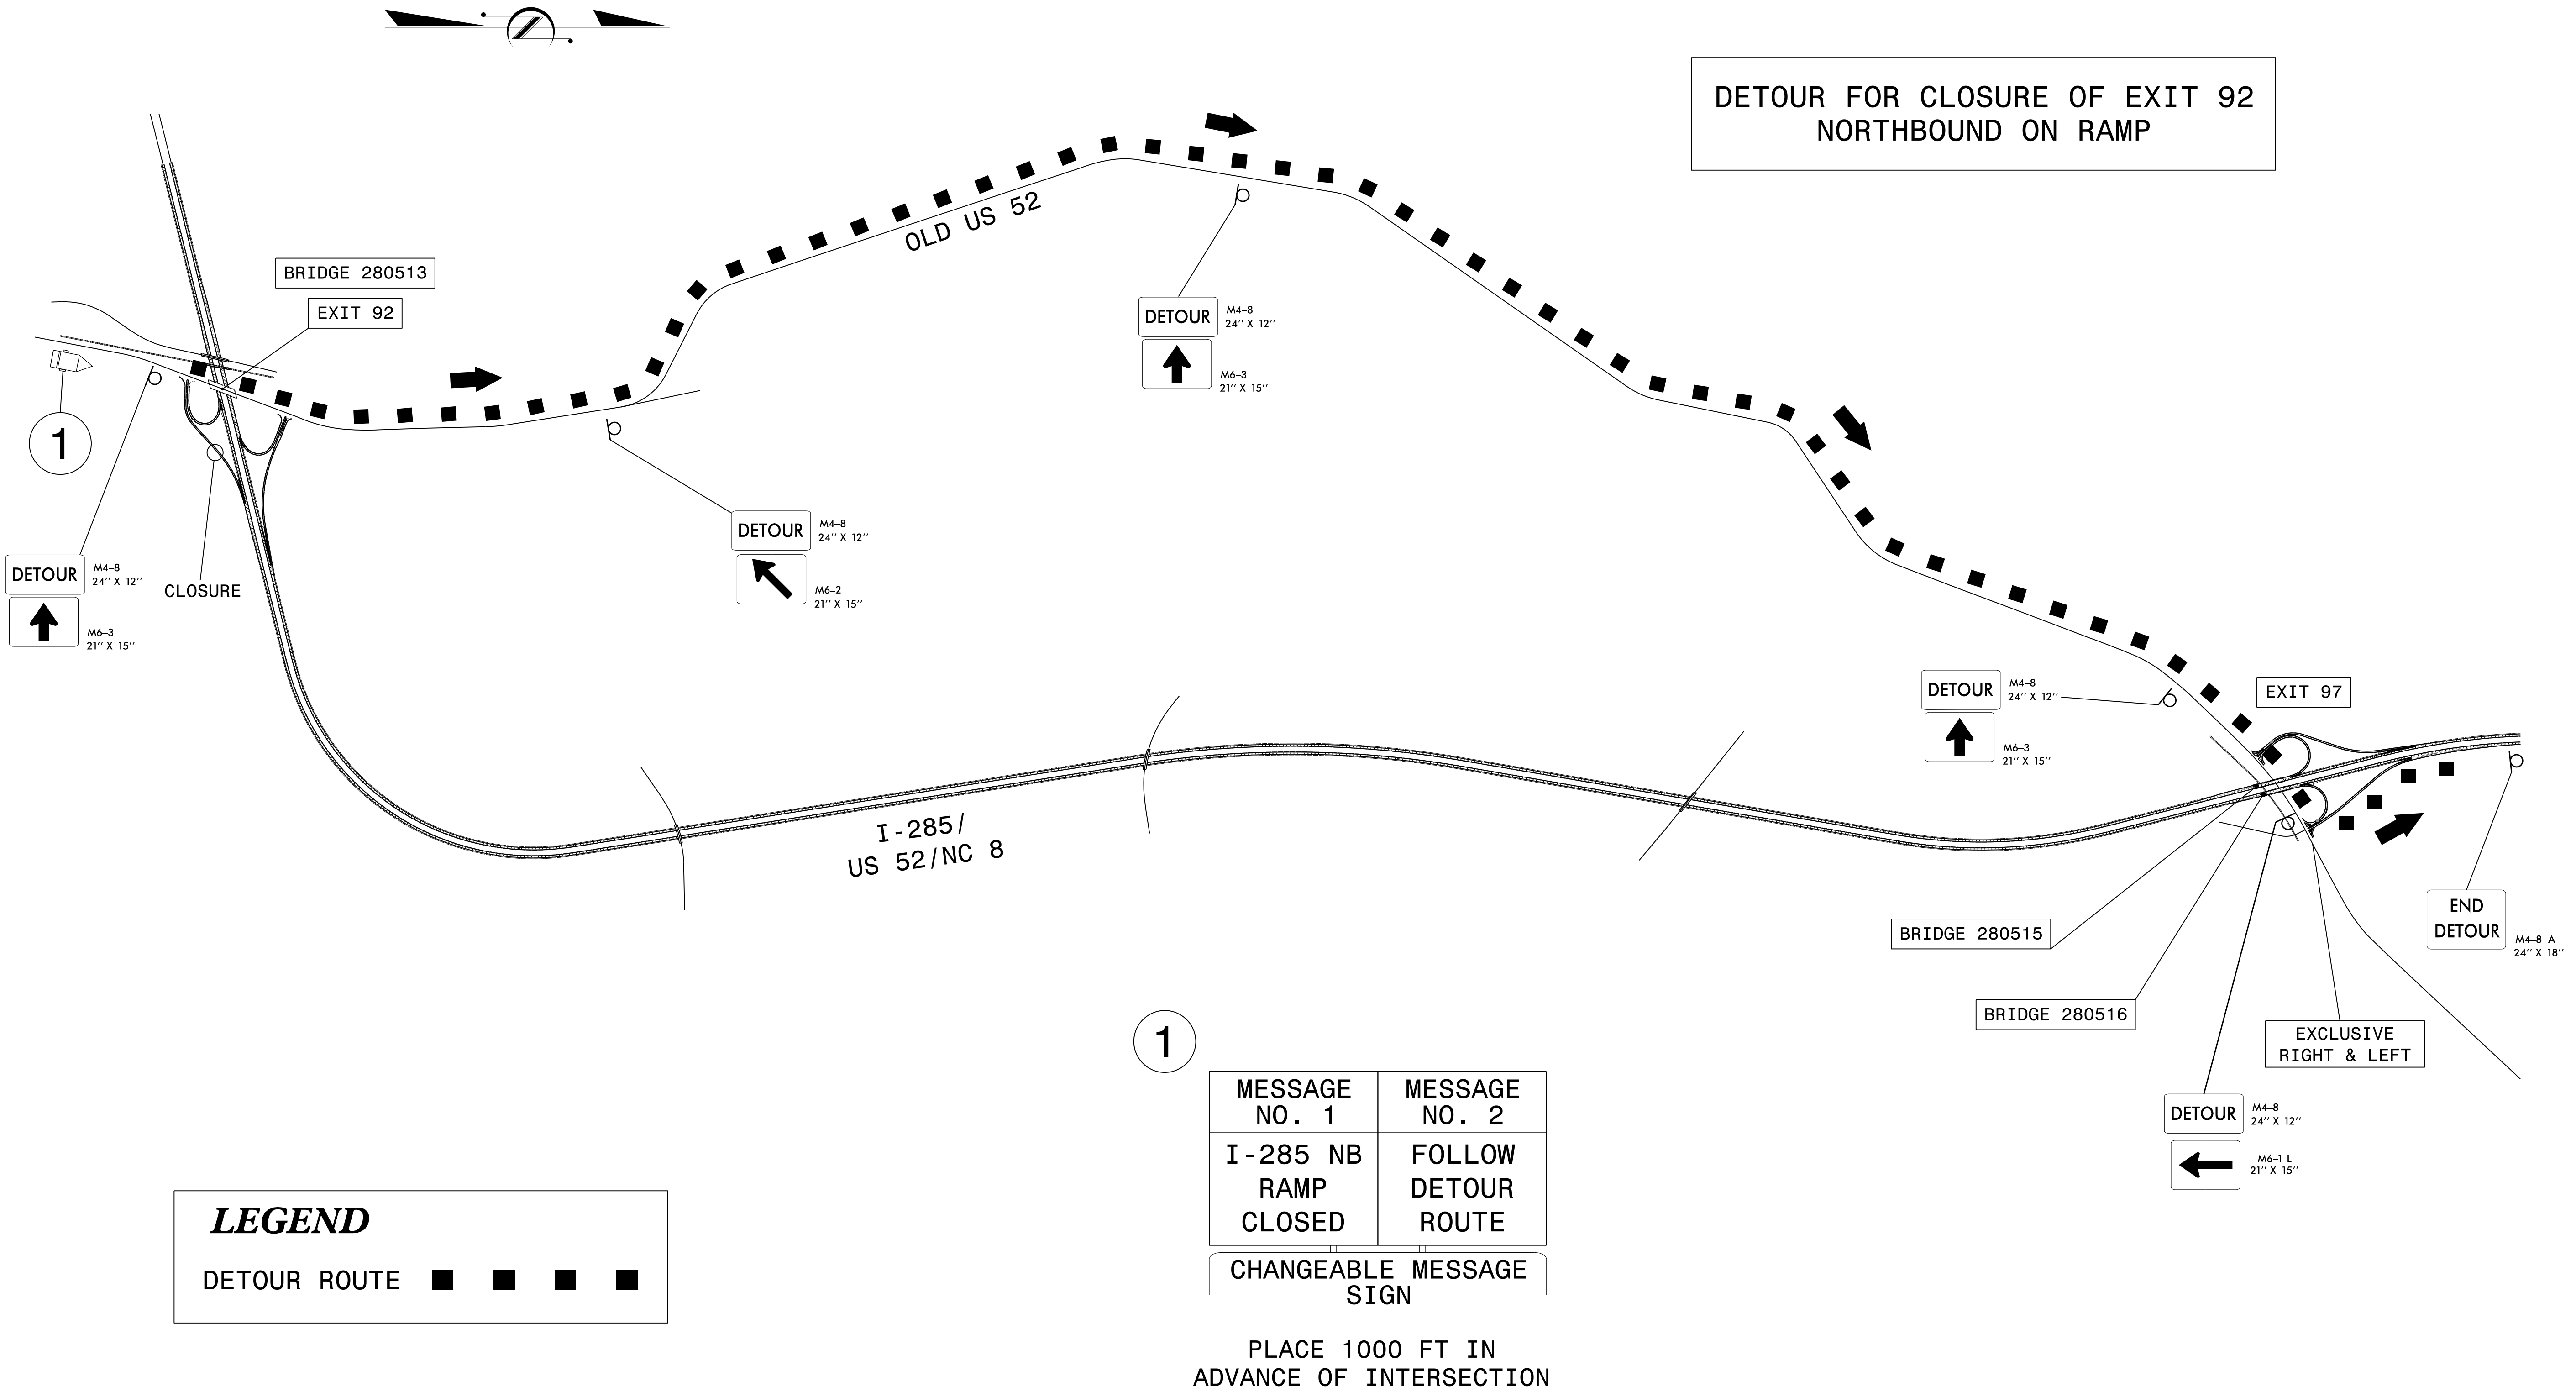 DETOUR FOR CLOSURE OF EXIT 92
NORTHBOUND ON RAMP
OLD US 52
BRIDGE 280513
EXIT 92
1
DETOUR
M4-8
24'' X 12''
M6-3
21'' X 15''
DETOUR
M4-8
24'' X 12''
M6-2
21'' X 15''
DETOUR
M4-8
24'' X 12''
M6-3
21'' X 15''
CLOSURE
DETOUR
M4-8
24'' X 12''
M6-3
21'' X 15''
EXIT 97
I-285/
US 52/NC 8
BRIDGE 280515
END
DETOUR
M4-8 A
24'' X 18''
BRIDGE 280516
EXCLUSIVE
RIGHT & LEFT
DETOUR
M4-8
24'' X 12''
M6-1 L
21'' X 15''
1
MESSAGE
NO. 1
MESSAGE
NO. 2
I-285 NB
RAMP
CLOSED
FOLLOW
DETOUR
ROUTE
CHANGEABLE MESSAGE
SIGN
PLACE 1000 FT IN
ADVANCE OF INTERSECTION
LEGEND
DETOUR ROUTE